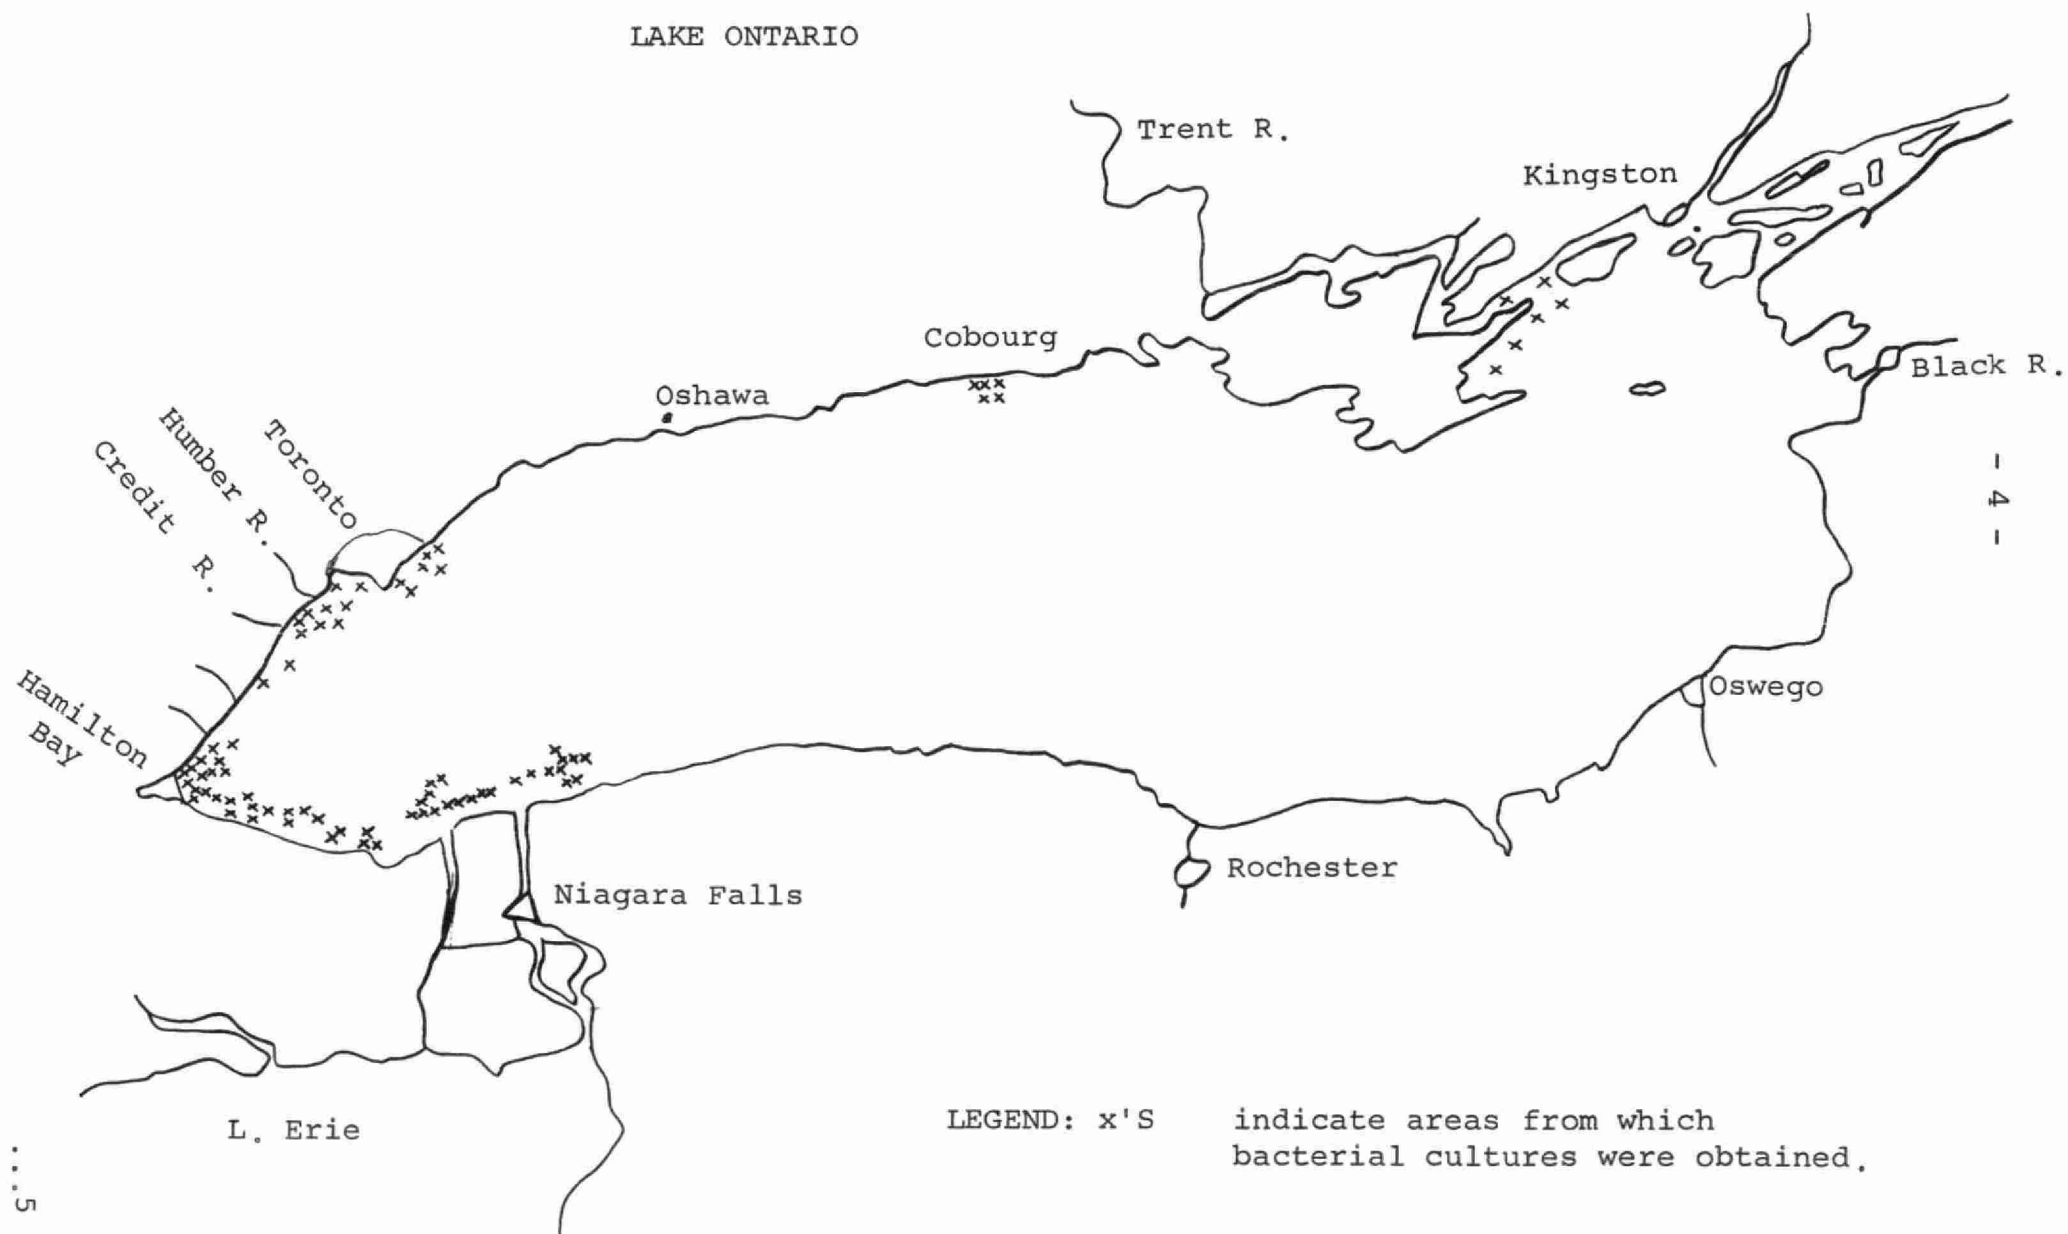 LAKE ONTARIO
Trent R.
Kingston
Cobourg
Oshawa
Black R.
Toronto
Humber R.
Credit R.
- 4 -
Hamilton
Bay
Oswego
Rochester
Niagara Falls
L. Erie
LEGEND: x'S indicate areas from which
bacterial cultures were obtained.
...5